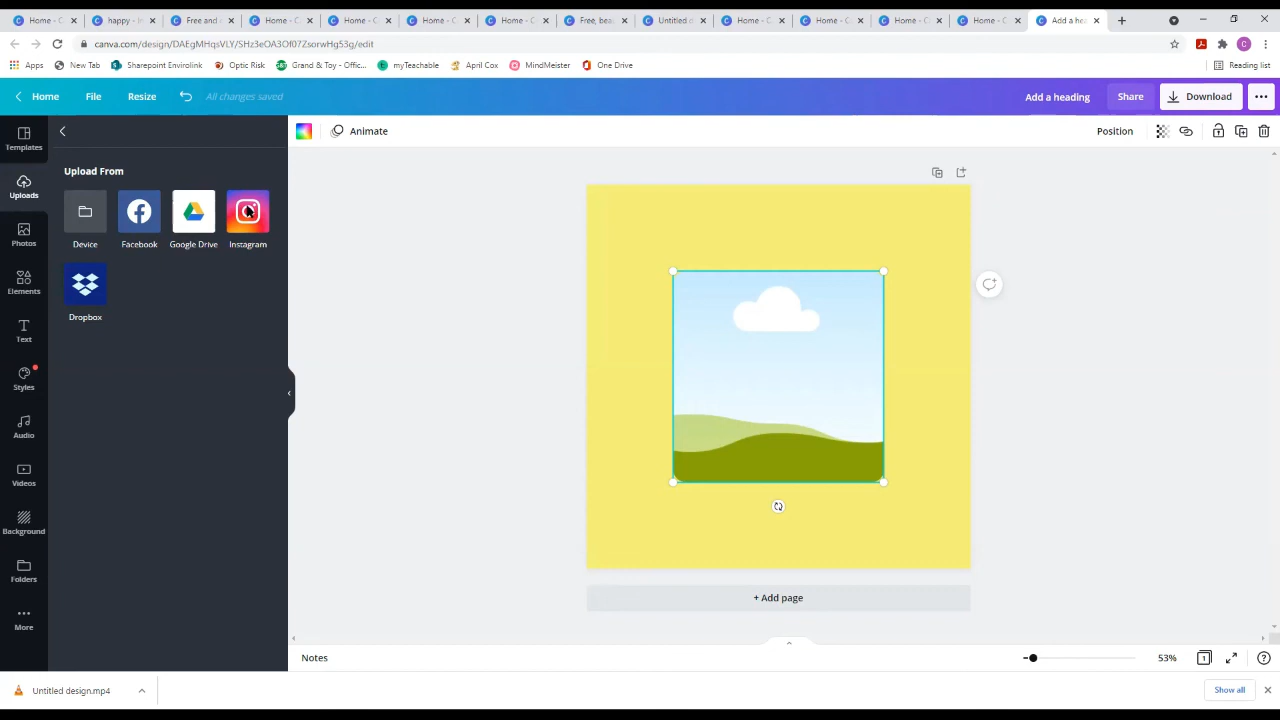 Home - C
happy - I
Free and
Home - C
Home - C
Home - C
Home - C
Free, bea
Untitled d
Home - C
Home - C
Home - C
Home - C
Add a hea
canva.com/design/DAEgMHqsVLY/SHz3eOA3Of07ZsorwHg53g/edit
Apps
New Tab
Sharepoint Envirolink
Optic Risk
Grand & Toy - Offic...
myTeachable
April Cox
MindMeister
One Drive
Reading list
Home
File
Resize
All changes saved
Add a heading
Share
Download
Templates
Uploads
Photos
Elements
Text
Styles
Audio
Videos
Background
Folders
More
Upload From
Device
Facebook
Google Drive
Instagram
Dropbox
Animate
Position
+ Add page
Notes
53%
1
Untitled design.mp4
Show all